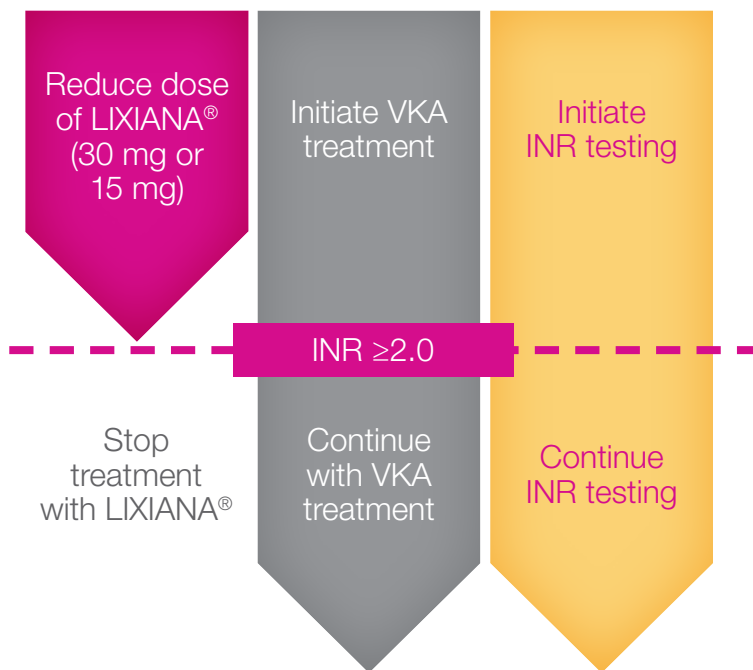 Reduce dose
of LIXIANA®
(30 mg or
15 mg)
Initiate VKA
treatment
Initiate
INR testing
INR ≥2.0
Stop
treatment
with LIXIANA®
Continue
with VKA
treatment
Continue
INR testing